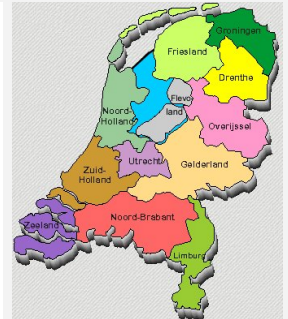 Groningen
Friesland
Drenthe
Flevo
land
Noord-
Holland
Overijssel
Utrecht
Gelderland
Zuid-
Holland
Noord-Brabant
Zeeland
Limburg